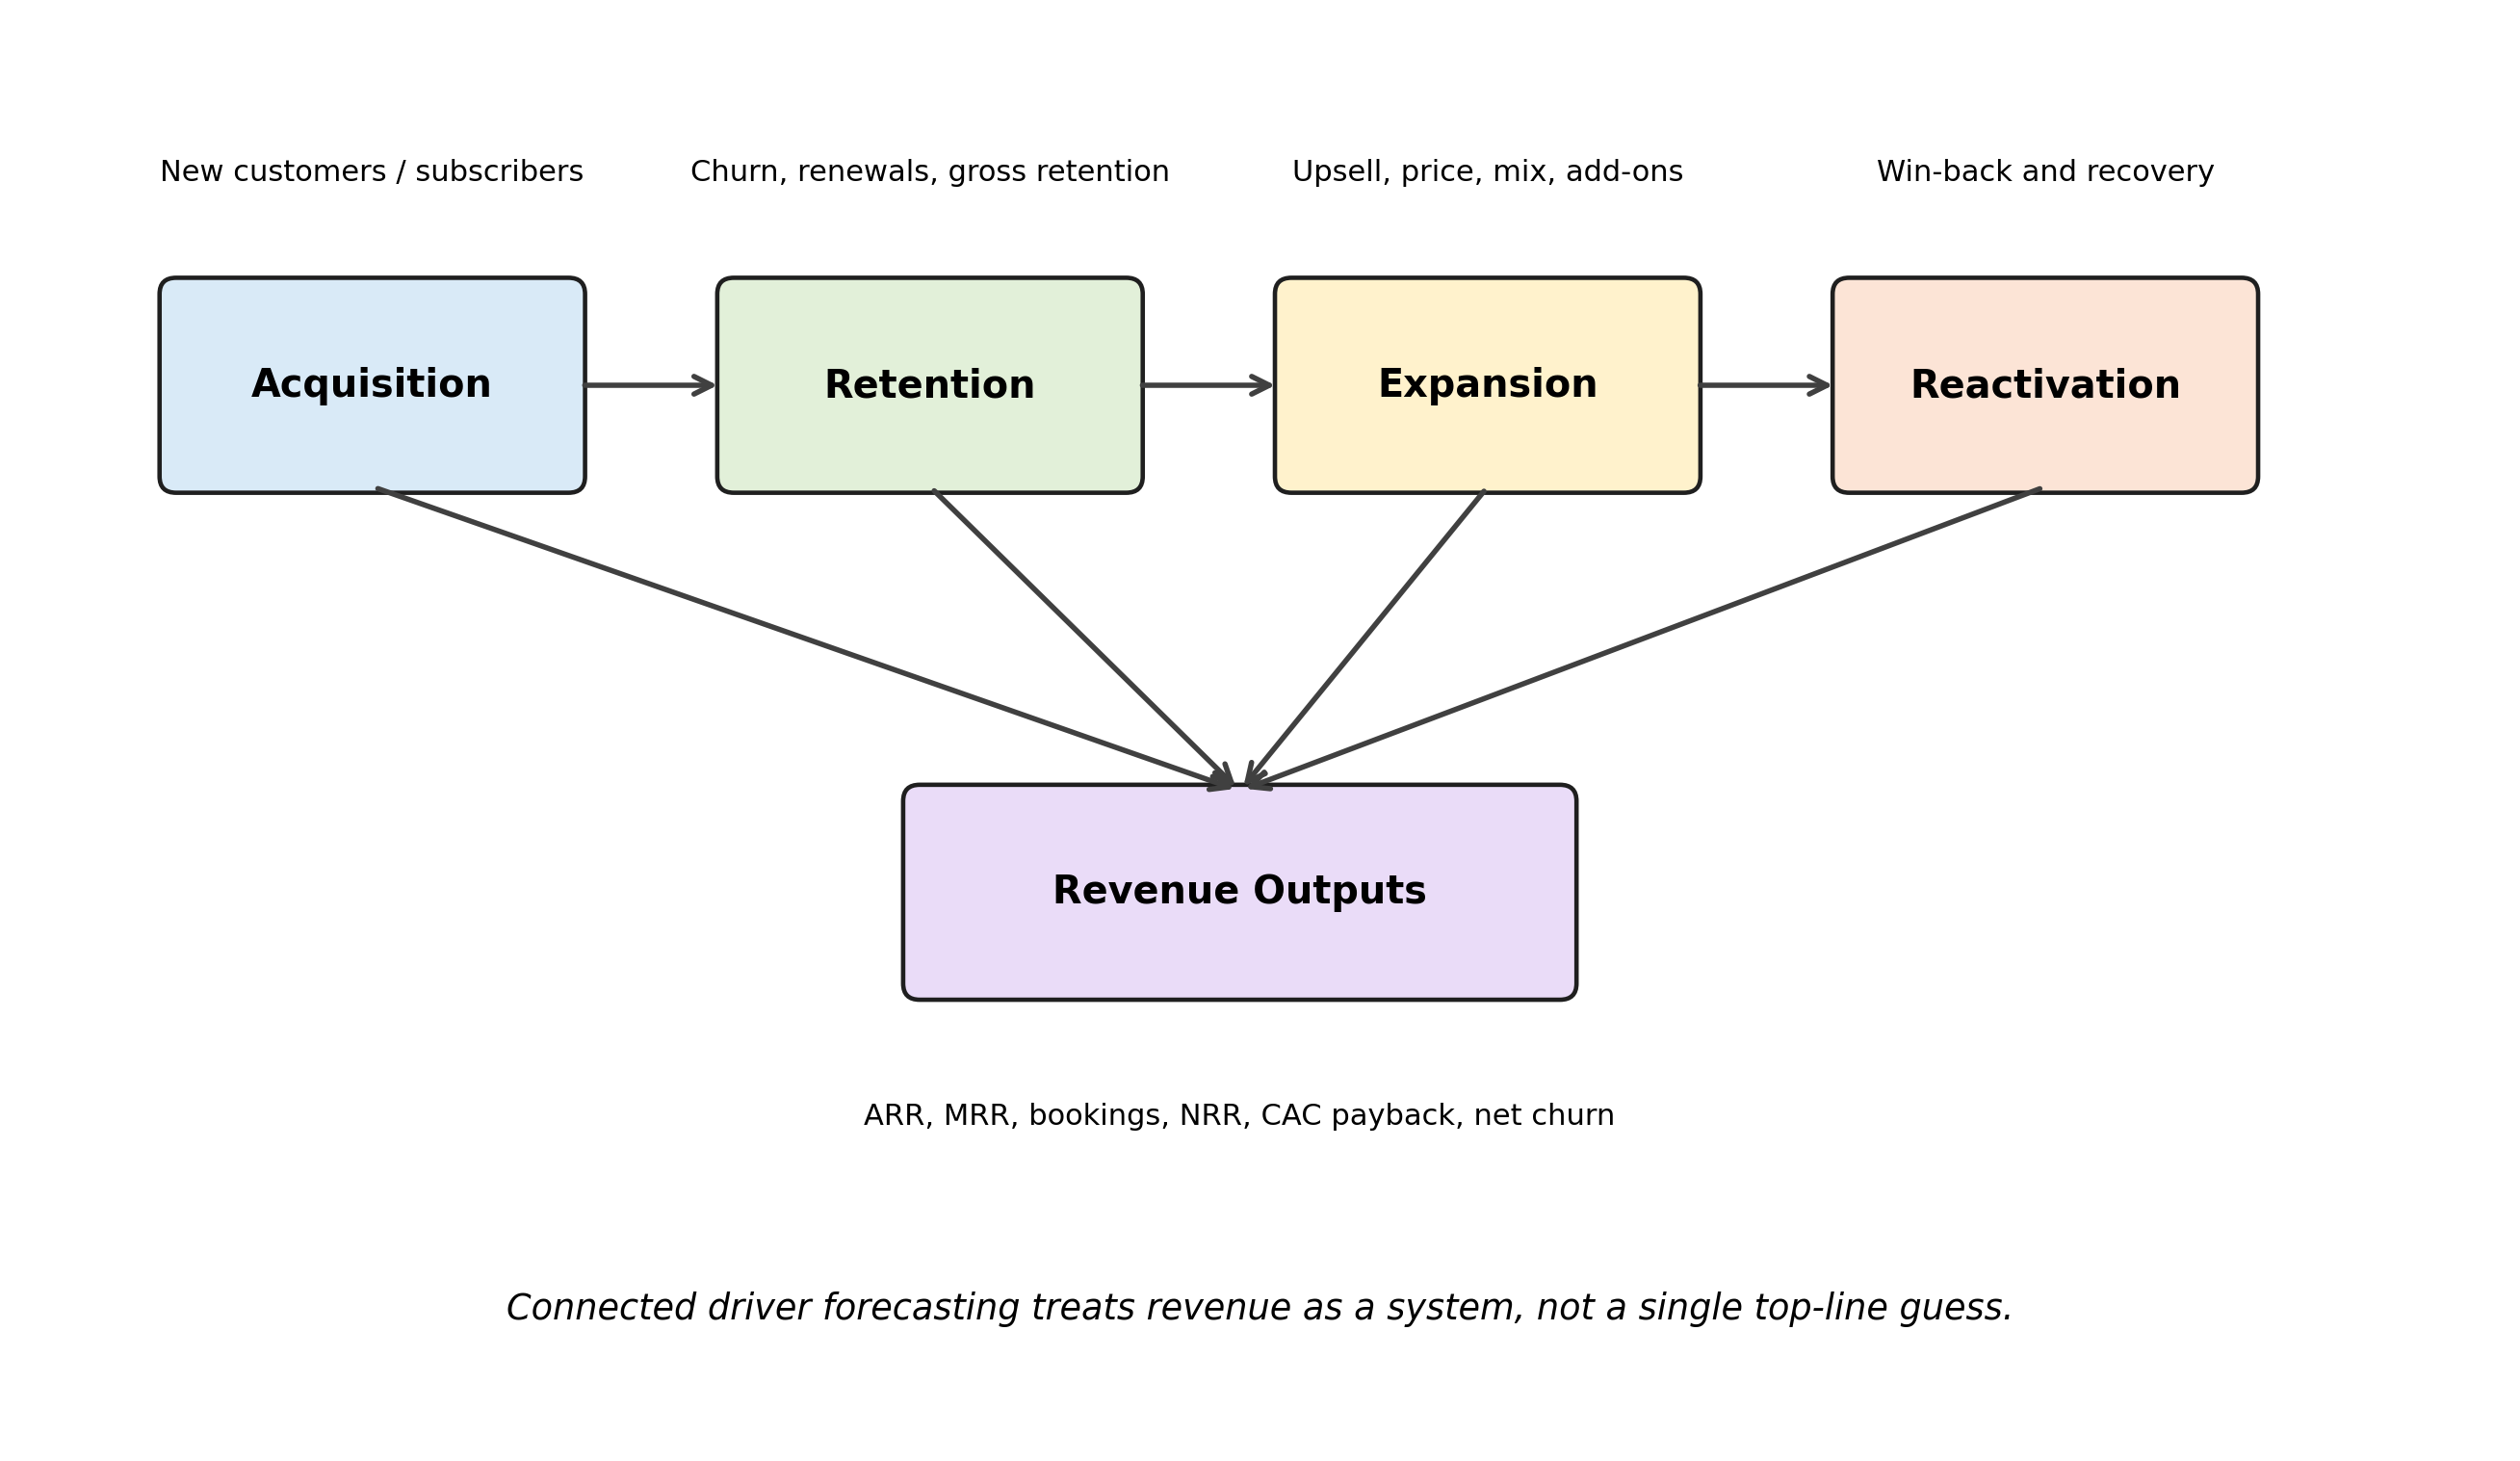 New customers / subscribers
Churn, renewals, gross retention
Upsell, price, mix, add-ons
Win-back and recovery
Acquisition
Retention
Expansion
Reactivation
Revenue Outputs
ARR, MRR, bookings, NRR, CAC payback, net churn
Connected driver forecasting treats revenue as a system, not a single top-line guess.